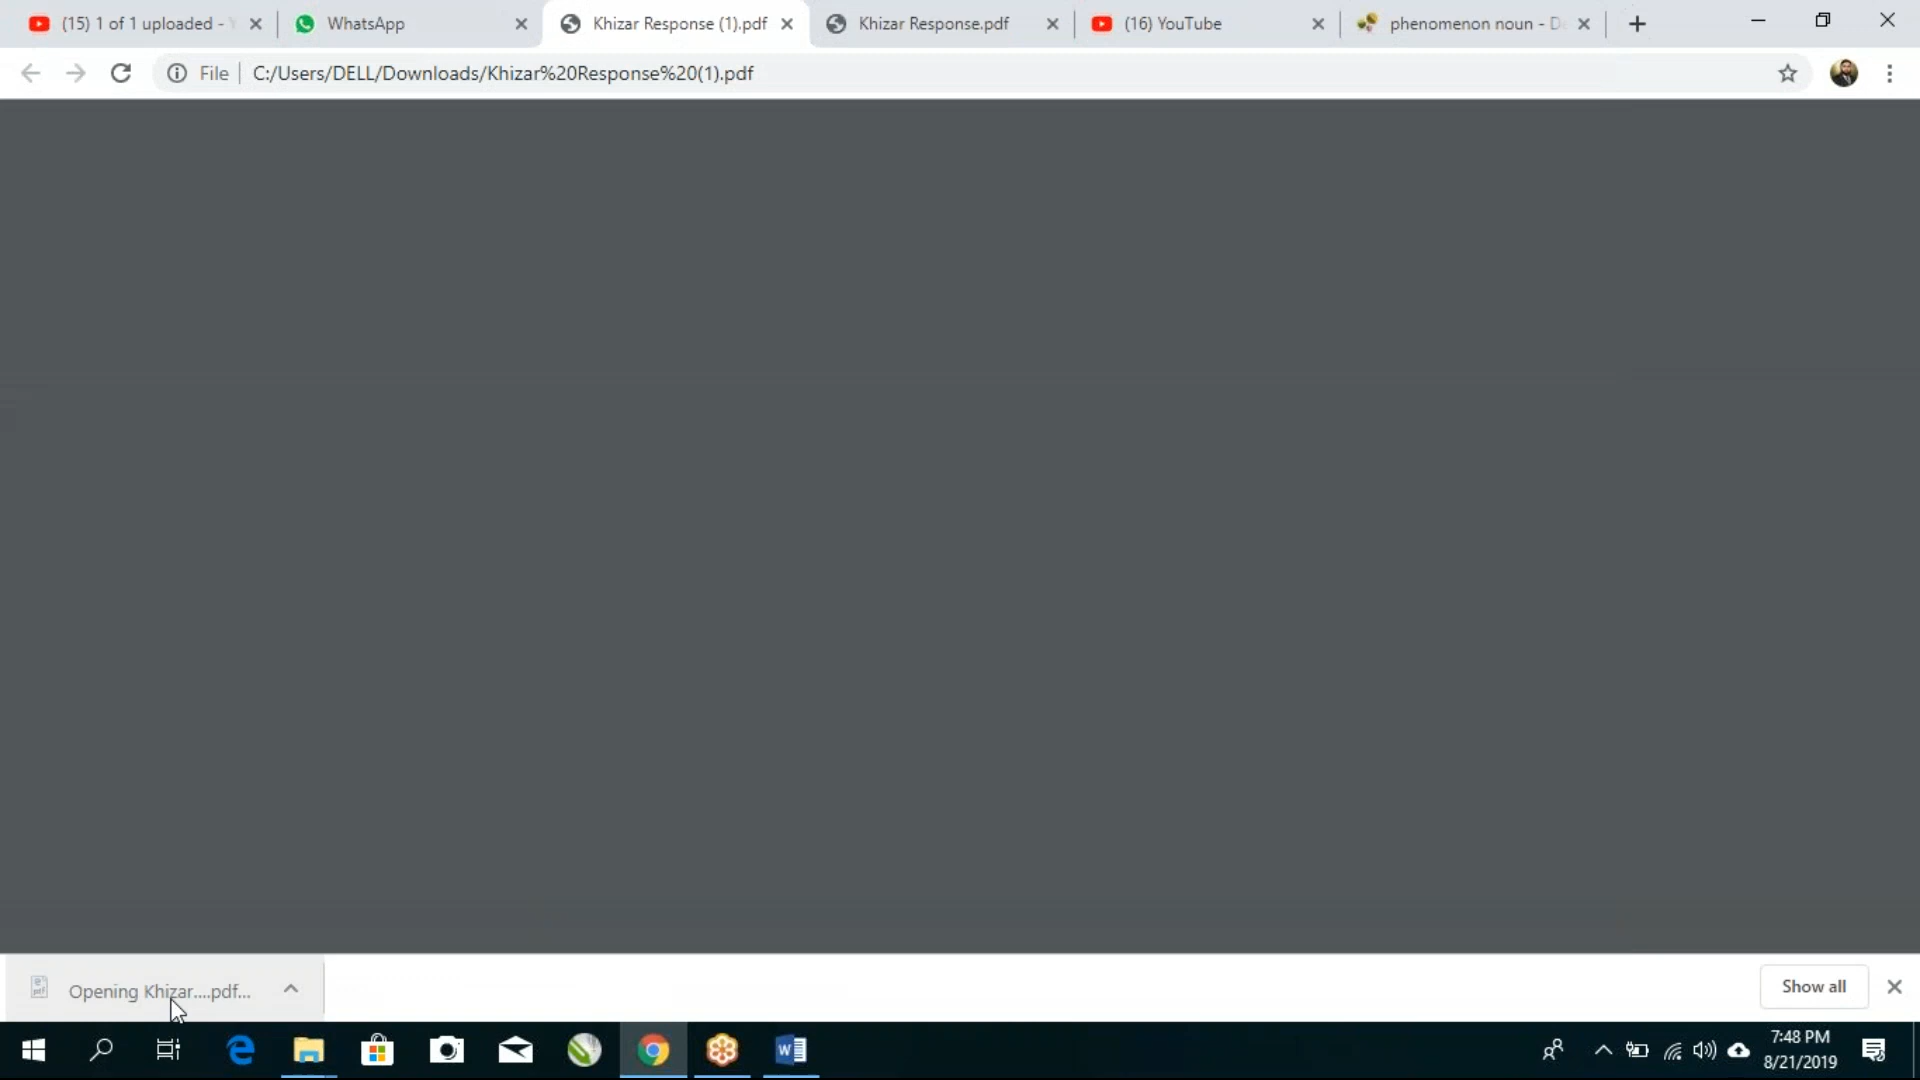 (15) 1 of 1 uploaded -
WhatsApp
Khizar Response (1).pdf
Khizar Response.pdf
(16) YouTube
phenomenon noun - D
File
C:/Users/DELL/Downloads/Khizar%20Response%20(1).pdf
Opening Khizar....pdf...
Show all
7:48 PM
8/21/2019